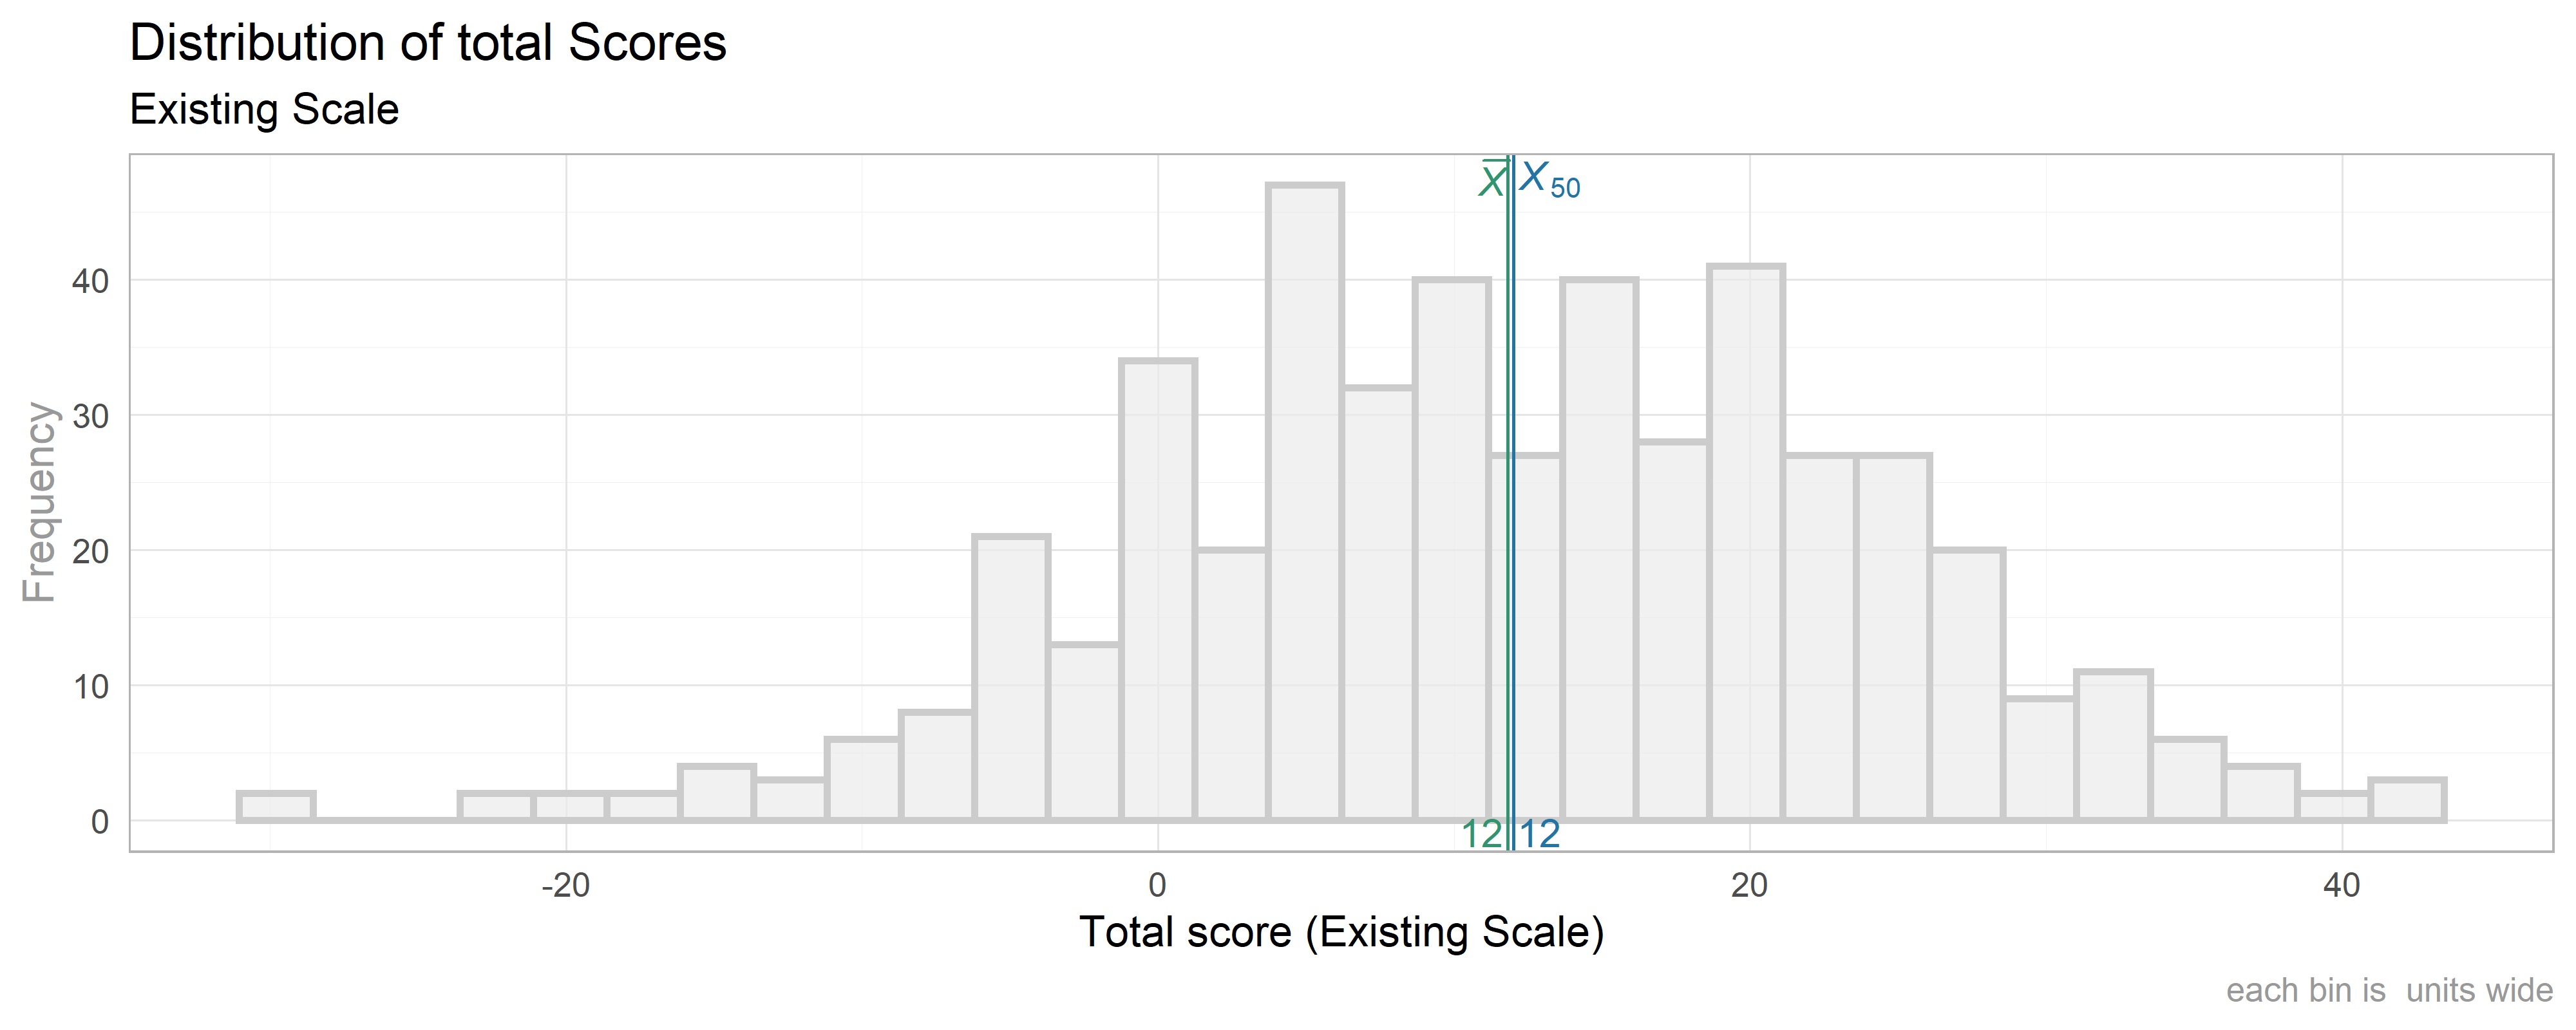 Distribution of total Scores
Existing Scale
X̅ X₅₀
40
30
20
10
0
Frequency
12 12
-20 0 20 40
Total score (Existing Scale)
each bin is  units wide